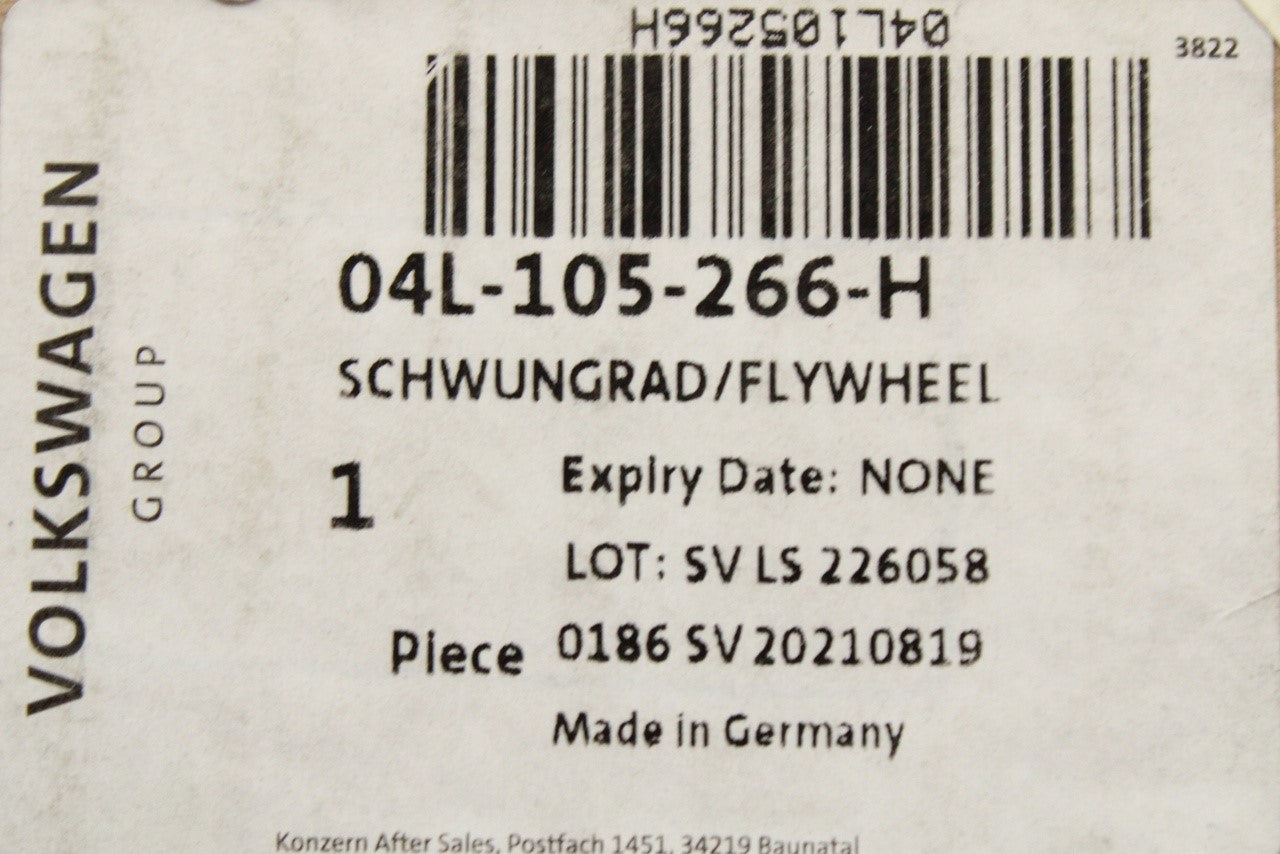 04L105266H
3822
VOLKSWAGEN
GROUP
04L-105-266-H
SCHWUNGRAD/FLYWHEEL
1
Expiry Date: NONE
LOT: SV LS 226058
Piece 0186 SV 20210819
Made in Germany
Konzern After Sales, Postfach 1451, 34219 Baunatal